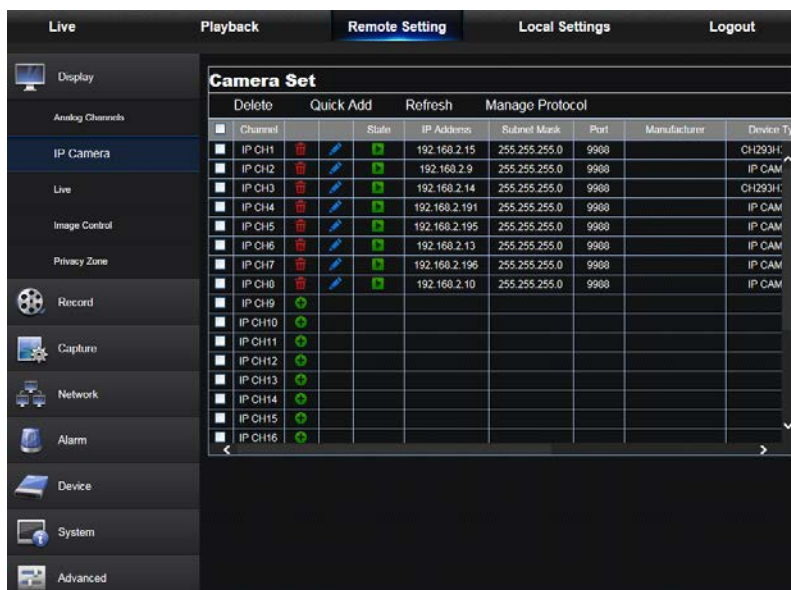 Live Playback Remote Setting Local Settings Logout
Display
Analog Channels
IP Camera
Live
Image Control
Privacy Zone
Record
Capture
Network
Alarm
Device
System
Advanced
Camera Set
Delete Quick Add Refresh Manage Protocol
Channel State IP Adderss Subnet Mask Port Manufacturer Device Ty
IP CH1 192.168.2.15 255.255.255.0 9988 CH293H
IP CH2 192.168.2.9 255.255.255.0 9988 IP CAM
IP CH3 192.168.2.14 255.255.255.0 9988 CH293H
IP CH4 192.168.2.191 255.255.255.0 9988 IP CAM
IP CH5 192.168.2.195 255.255.255.0 9988 IP CAM
IP CH6 192.168.2.13 255.255.255.0 9988 IP CAM
IP CH7 192.168.2.196 255.255.255.0 9988 IP CAM
IP CH8 192.168.2.10 255.255.255.0 9988 IP CAM
IP CH9
IP CH10
IP CH11
IP CH12
IP CH13
IP CH14
IP CH15
IP CH16